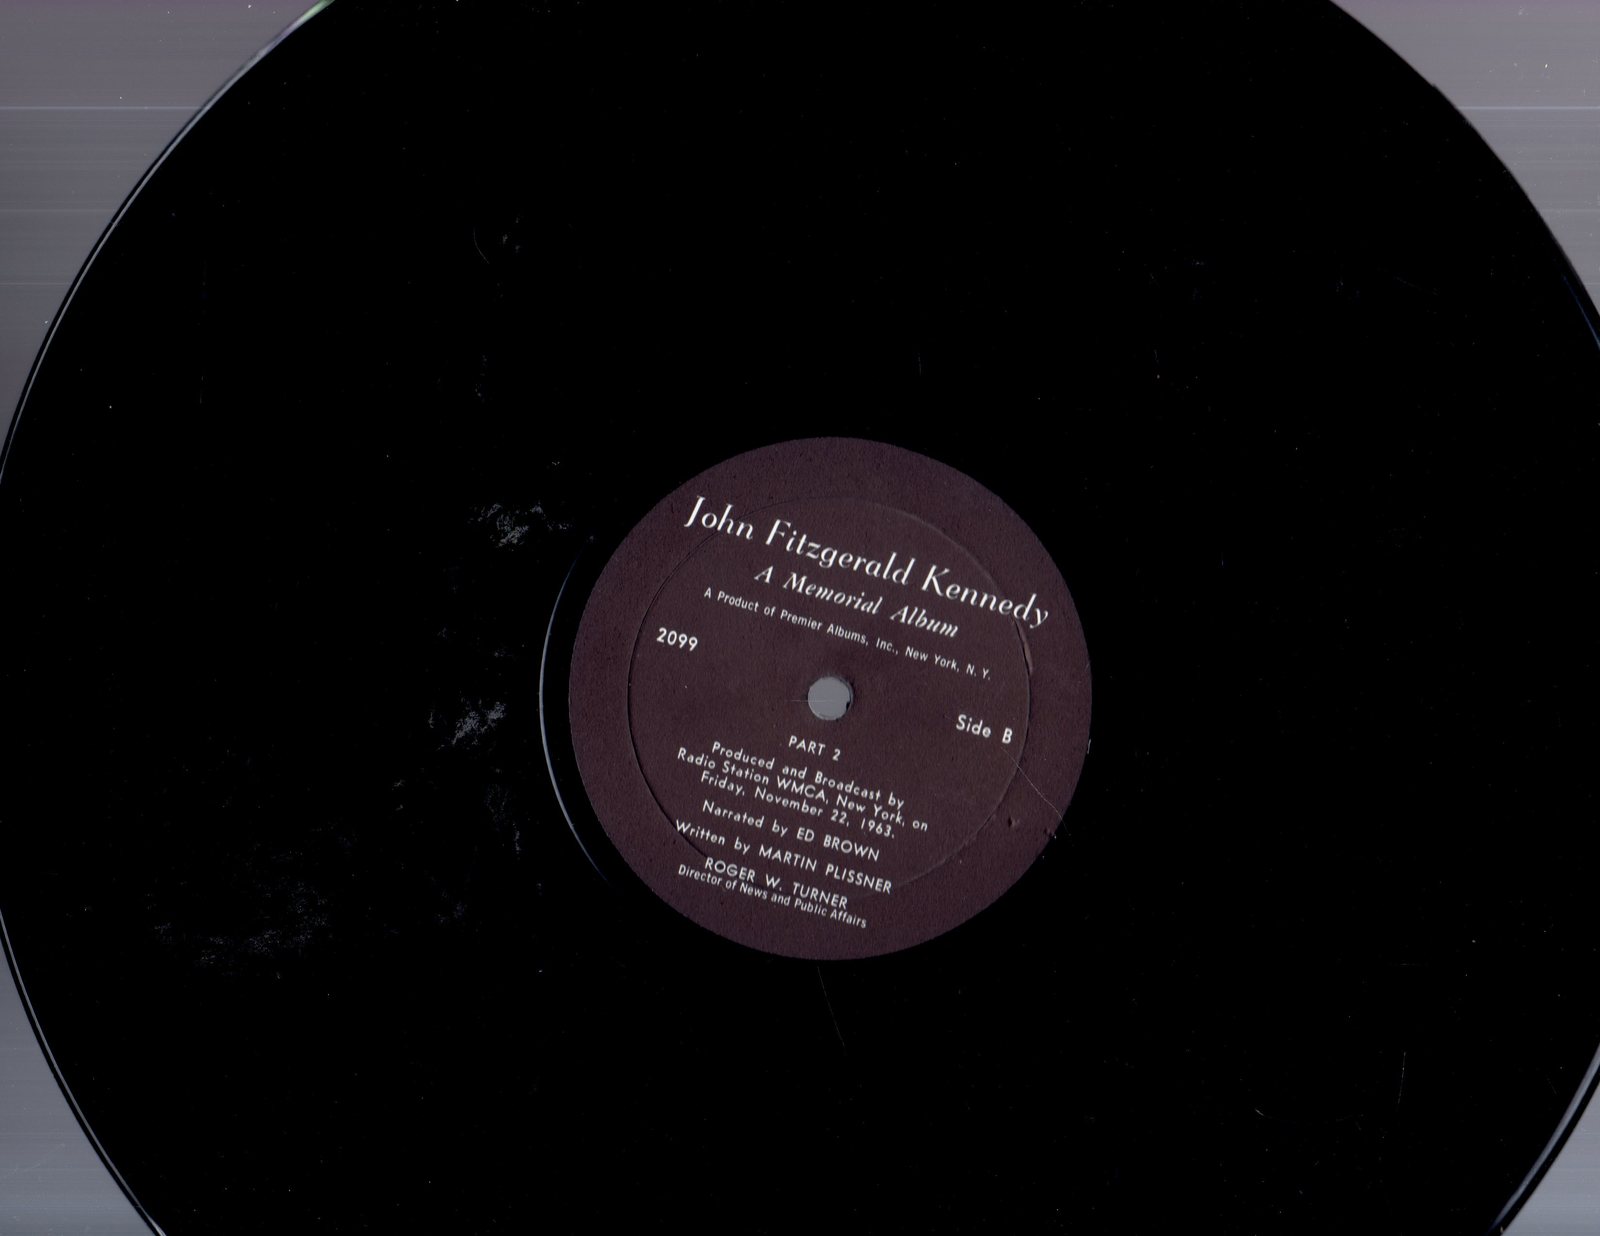 John Fitzgerald Kennedy
A Memorial Album
A Product of Premier Albums, Inc., New York, N. Y.
2099
Side B
PART 2
Produced and Broadcast by
Radio Station WMCA, New York, on
Friday, November 22, 1963.
Narrated by ED BROWN
Written by MARTIN PLISSNER
ROGER W. TURNER
Director of News and Public Affairs